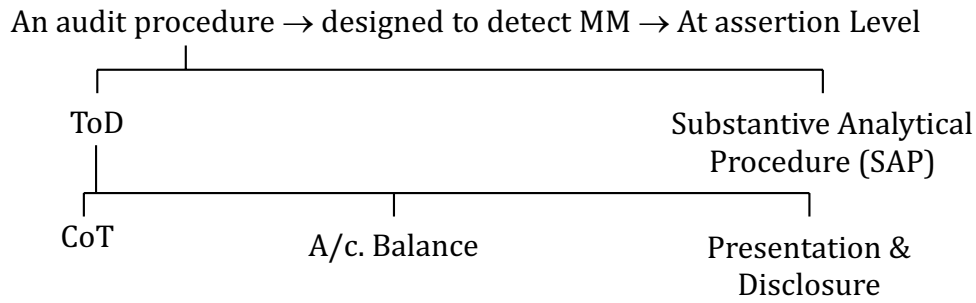 An audit procedure → designed to detect MM → At assertion Level
ToD
Substantive Analytical
Procedure (SAP)
CoT
A/c. Balance
Presentation &
Disclosure